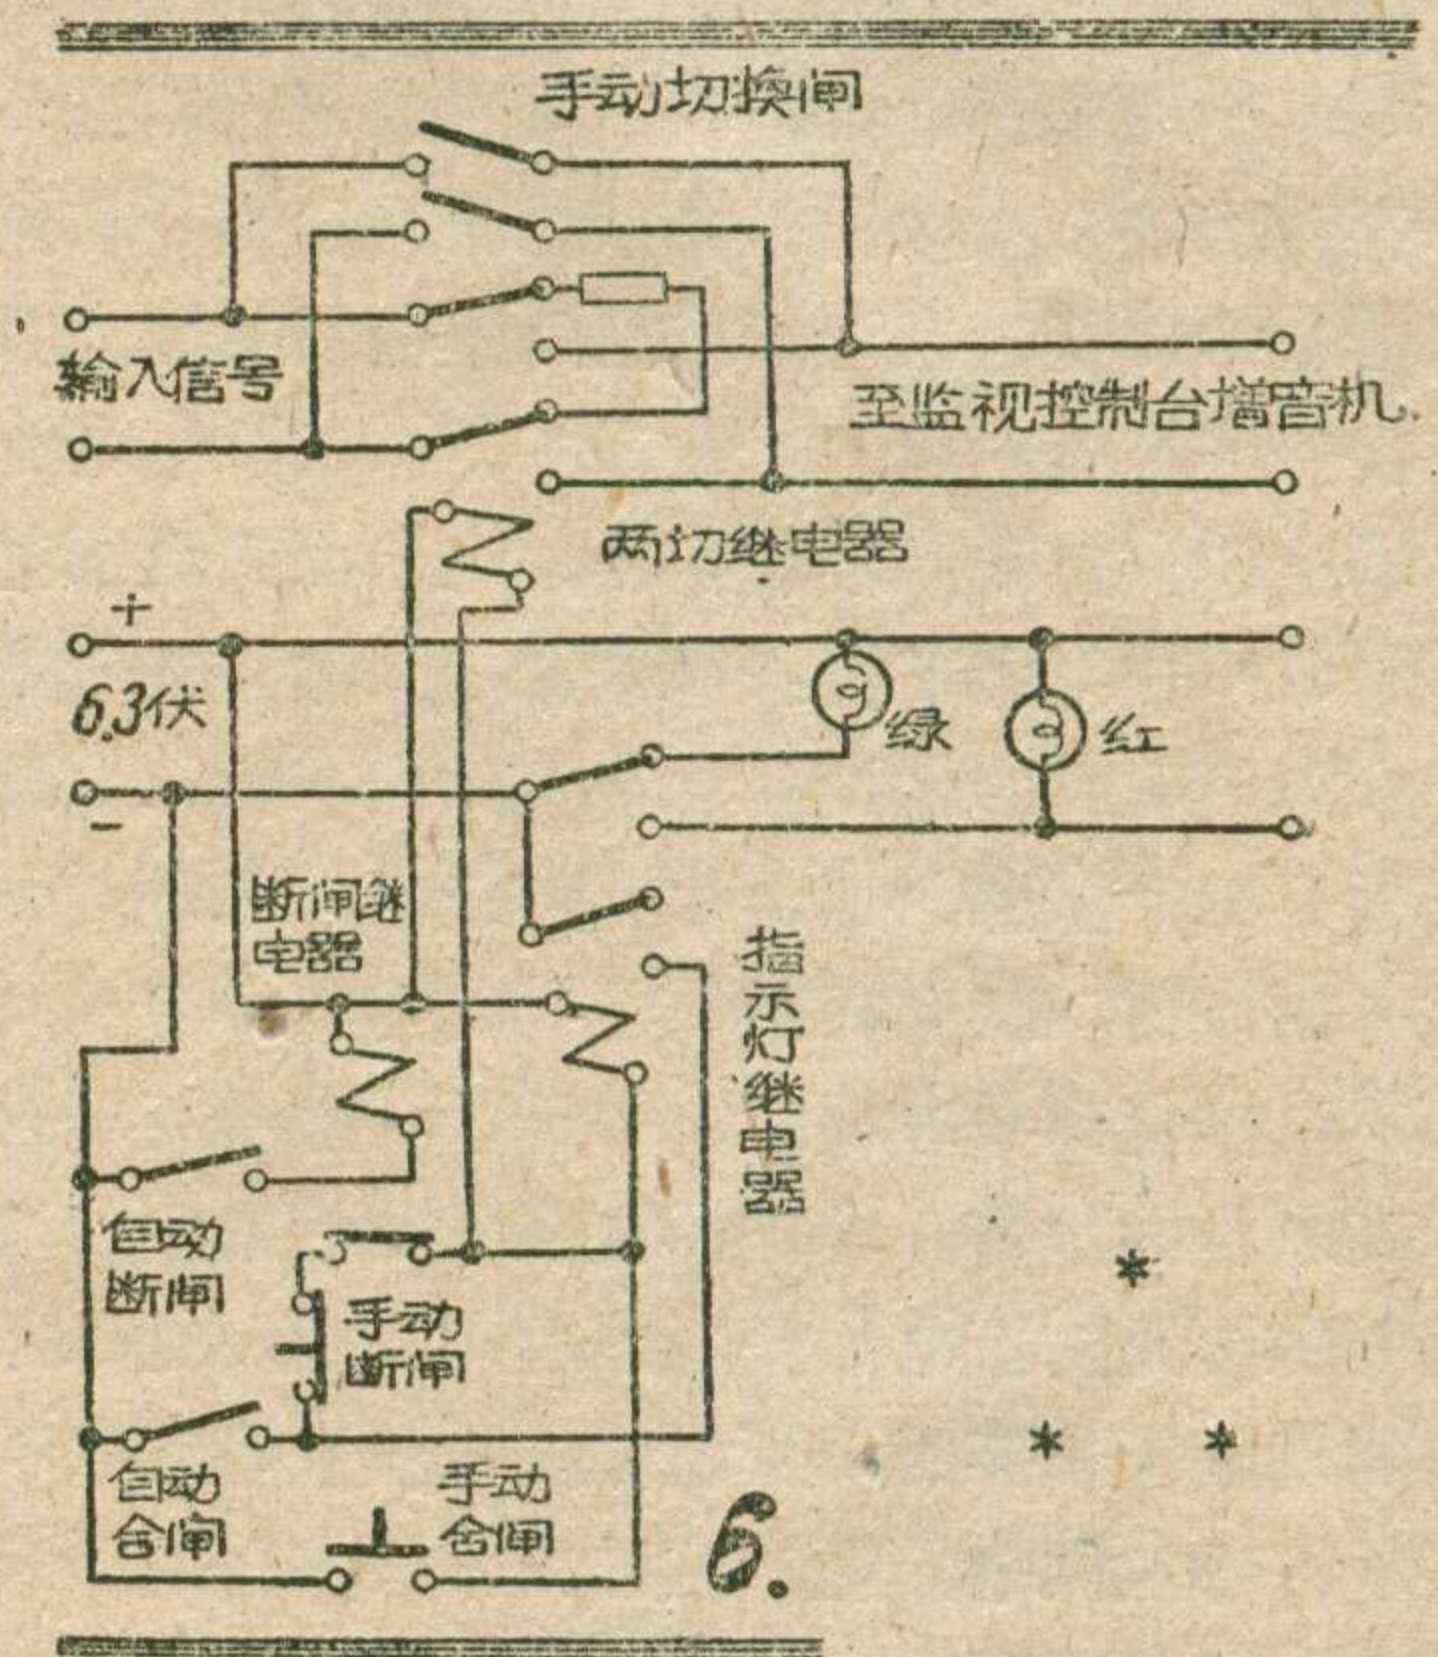 手动切换闸
输入信号
至监视控制台增音机.
两切继电器
+
6.3伏
−
绿
红
断闸继
电器
指示灯继电器
自动
断闸
手动
断闸
自动
合闸
手动
合闸
6.
*
* *